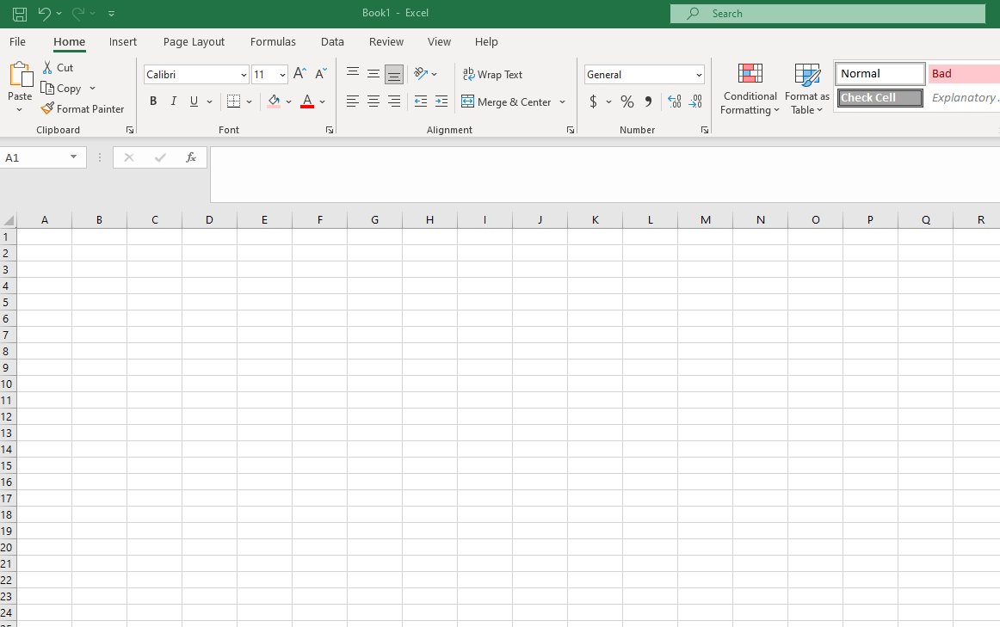 Book1 - Excel
Search
File Home Insert Page Layout Formulas Data Review View Help
Paste
Cut
Copy
Format Painter
Clipboard
Calibri 11 A A
B I U A
Font
ab Wrap Text
Merge & Center
Alignment
General
$ % , .00
Number
Conditional Formatting
Format as Table
Normal Bad
Check Cell Explanatory .
A1 fx
A B C D E F G H I J K L M N O P Q R
1
2
3
4
5
6
7
8
9
10
11
12
13
14
15
16
17
18
19
20
21
22
23
24